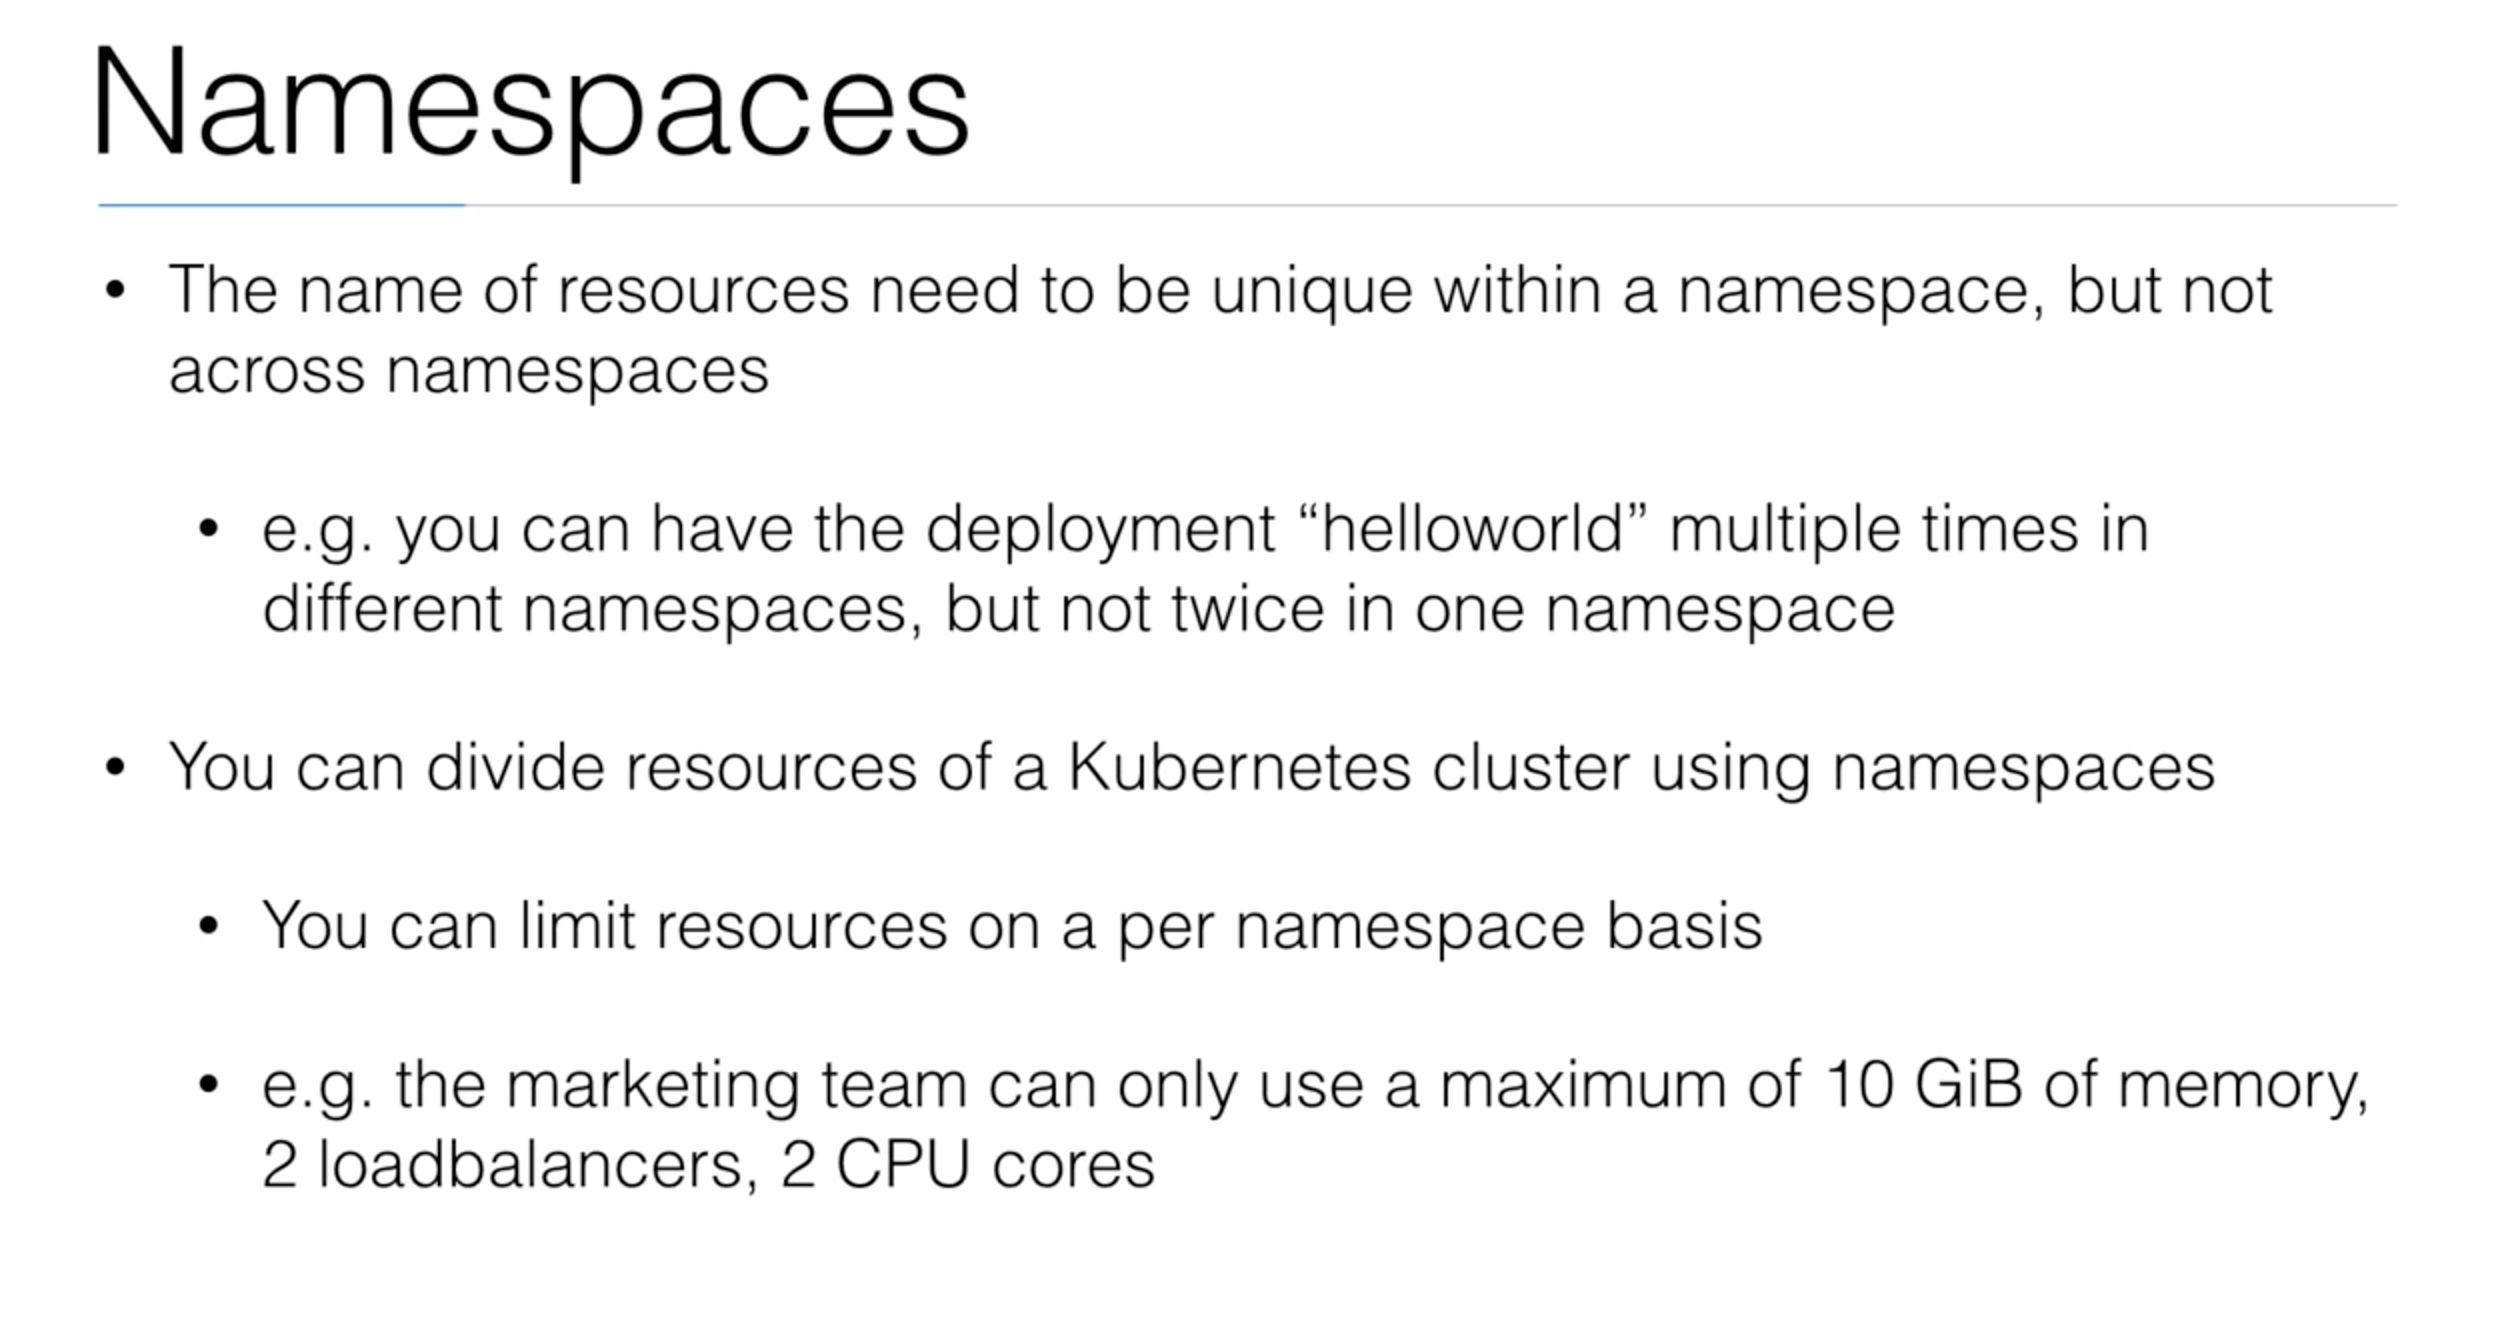 Namespaces
• The name of resources need to be unique within a namespace, but not
across namespaces
• e.g. you can have the deployment “helloworld” multiple times in
different namespaces, but not twice in one namespace
• You can divide resources of a Kubernetes cluster using namespaces
• You can limit resources on a per namespace basis
• e.g. the marketing team can only use a maximum of 10 GiB of memory,
2 loadbalancers, 2 CPU cores